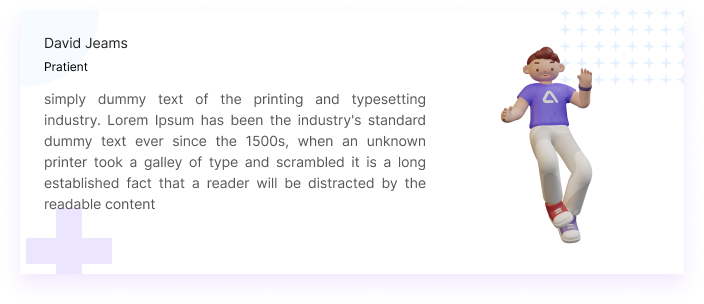 David Jeams
Pratient
simply dummy text of the printing and typesetting
industry. Lorem Ipsum has been the industry's standard
dummy text ever since the 1500s, when an unknown
printer took a galley of type and scrambled it is a long
established fact that a reader will be distracted by the
readable content